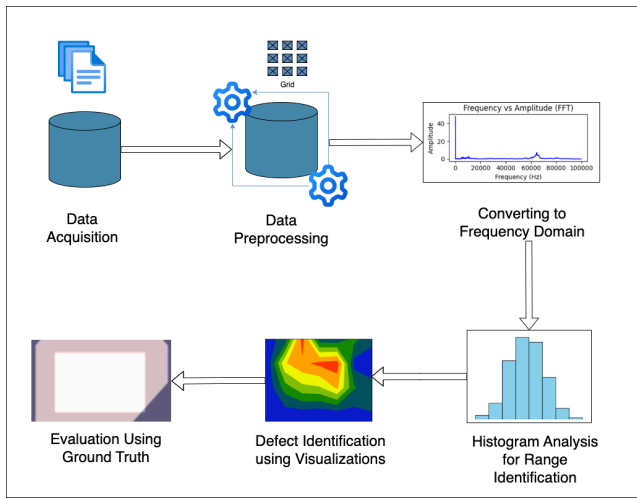 Grid
Data
Acquisition
Data
Preprocessing
Frequency vs Amplitude (FFT)
Amplitude
40
20
0
0 20000 40000 60000 80000 100000
Frequency (Hz)
Converting to
Frequency Domain
Evaluation Using
Ground Truth
Defect Identification
using Visualizations
Histogram Analysis
for Range
Identification